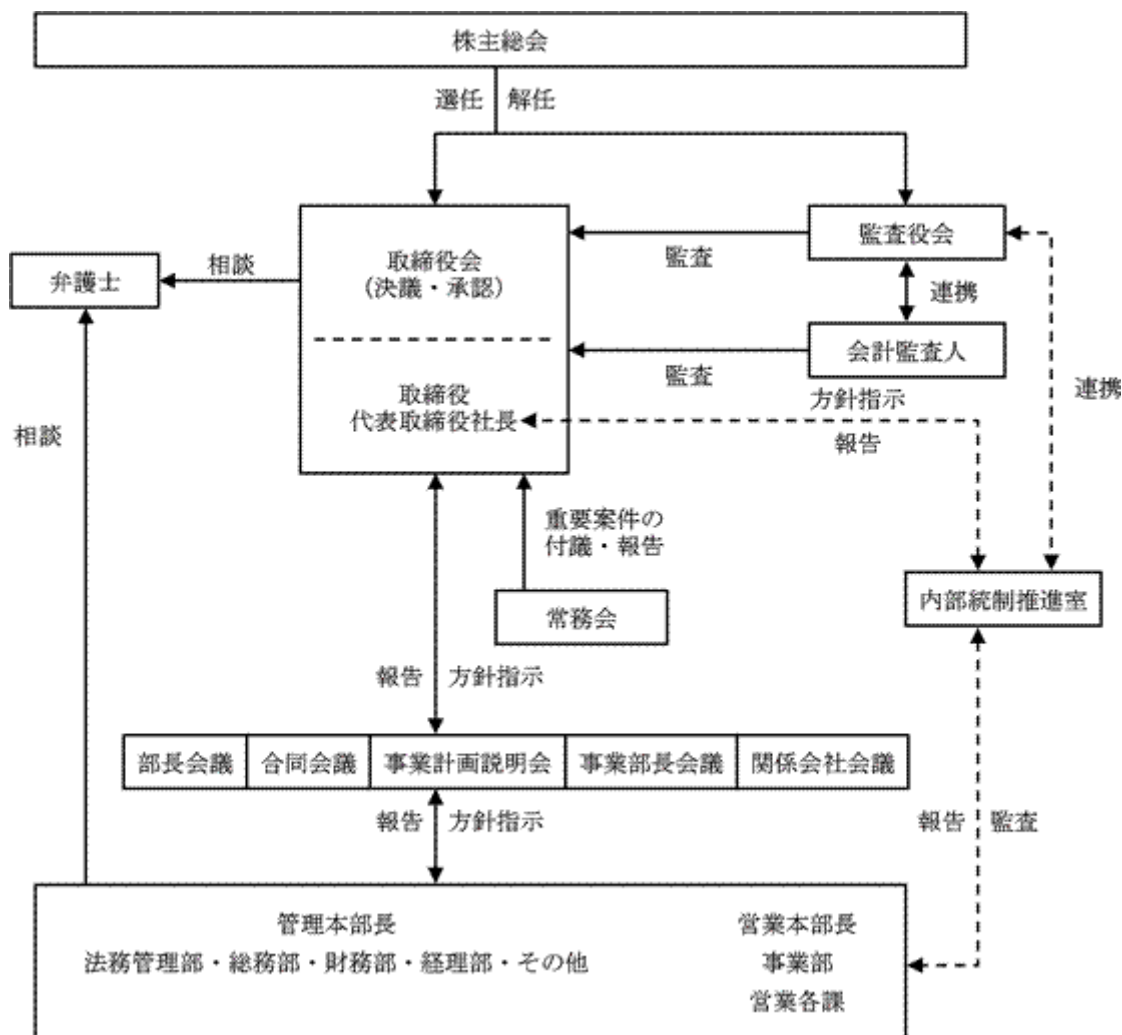 株主総会
選任 解任
監査役会
監査
取締役会
(決議・承認)
相談
弁護士
連携
会計監査人
監査
取締役
代表取締役社長
方針指示
報告
連携
相談
重要案件の
付議・報告
内部統制推進室
常務会
報告 方針指示
部長会議 合同会議 事業計画説明会 事業部長会議 関係会社会議
報告 方針指示
報告 監査
管理本部長
法務管理部・総務部・財務部・経理部・その他
営業本部長
事業部
営業各課